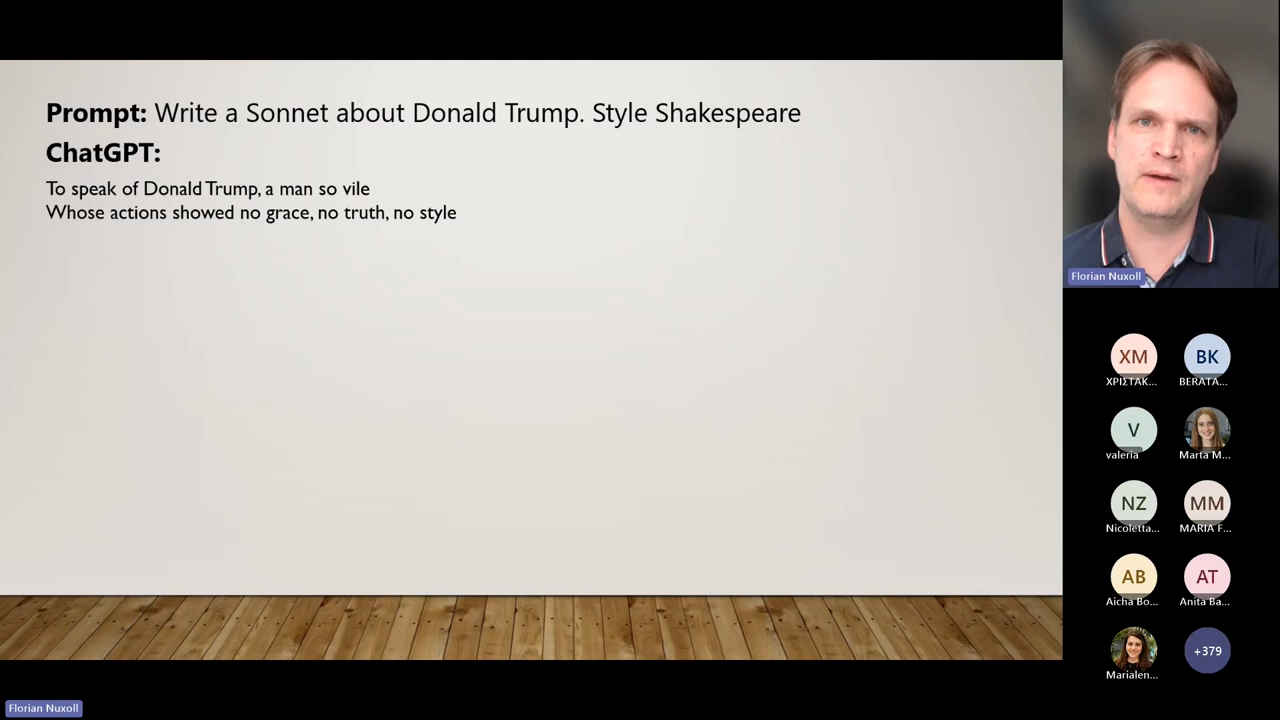 Prompt: Write a Sonnet about Donald Trump. Style Shakespeare
ChatGPT:
To speak of Donald Trump, a man so vile
Whose actions showed no grace, no truth, no style
Florian Nuxoll
XM
BK
ΧΡΙΣΤΑΚ...
BERATA...
V
valeria
Marta M...
NZ
MM
Nicoletta...
MARIA F...
AB
AT
Aicha Bo...
Anita Ba...
+379
Marialen...
Florian Nuxoll